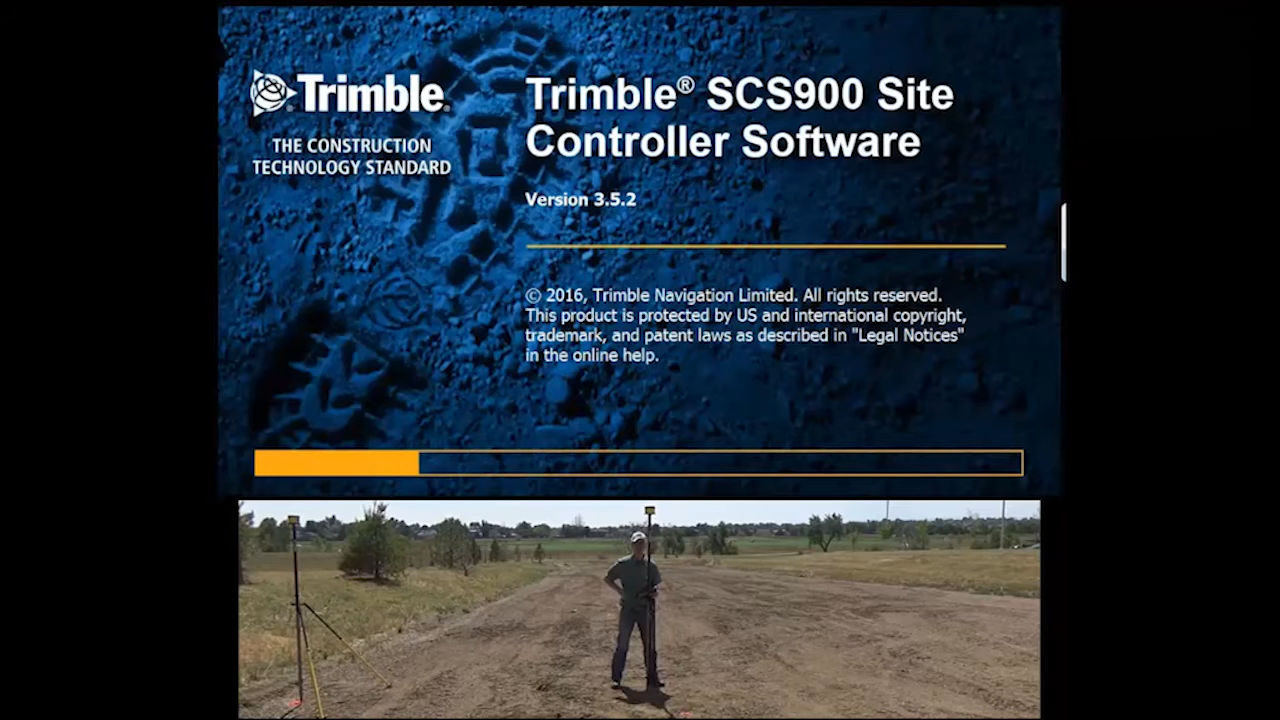 Trimble®
THE CONSTRUCTION
TECHNOLOGY STANDARD
Trimble® SCS900 Site
Controller Software
Version 3.5.2
© 2016, Trimble Navigation Limited. All rights reserved.
This product is protected by US and international copyright,
trademark, and patent laws as described in "Legal Notices"
in the online help.